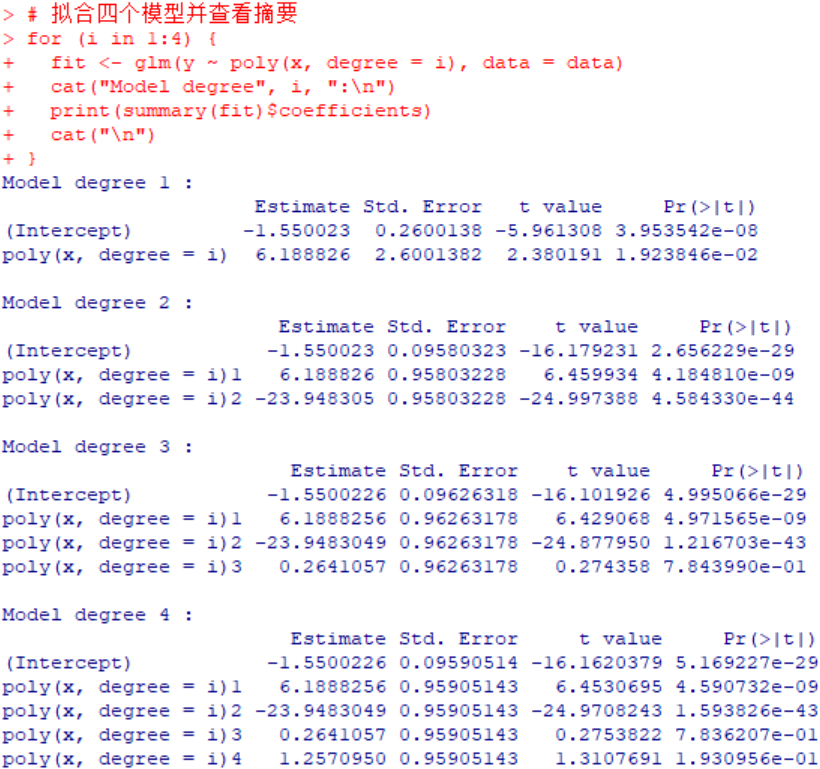 > # 拟合四个模型并查看摘要
> for (i in 1:4) {
+   fit <- glm(y ~ poly(x, degree = i), data = data)
+   cat("Model degree", i, ":\n")
+   print(summary(fit)$coefficients)
+   cat("\n")
+ }
Model degree 1 :
                     Estimate Std. Error   t value     Pr(>|t|)
(Intercept)         -1.550023  0.2600138 -5.961308 3.953542e-08
poly(x, degree = i)  6.188826  2.6001382  2.380191 1.923846e-02

Model degree 2 :
                       Estimate Std. Error    t value     Pr(>|t|)
(Intercept)           -1.550023 0.09580323 -16.179231 2.656229e-29
poly(x, degree = i)1   6.188826 0.95803228   6.459934 4.184810e-09
poly(x, degree = i)2 -23.948305 0.95803228 -24.997388 4.584330e-44

Model degree 3 :
                        Estimate Std. Error    t value     Pr(>|t|)
(Intercept)           -1.5500226 0.09626318 -16.101926 4.995066e-29
poly(x, degree = i)1   6.1888256 0.96263178   6.429068 4.971565e-09
poly(x, degree = i)2 -23.9483049 0.96263178 -24.877950 1.216703e-43
poly(x, degree = i)3   0.2641057 0.96263178   0.274358 7.843990e-01

Model degree 4 :
                        Estimate Std. Error     t value     Pr(>|t|)
(Intercept)           -1.5500226 0.09590514 -16.1620379 5.169227e-29
poly(x, degree = i)1   6.1888256 0.95905143   6.4530695 4.590732e-09
poly(x, degree = i)2 -23.9483049 0.95905143 -24.9708243 1.593826e-43
poly(x, degree = i)3   0.2641057 0.95905143   0.2753822 7.836207e-01
poly(x, degree = i)4   1.2570950 0.95905143   1.3107691 1.930956e-01